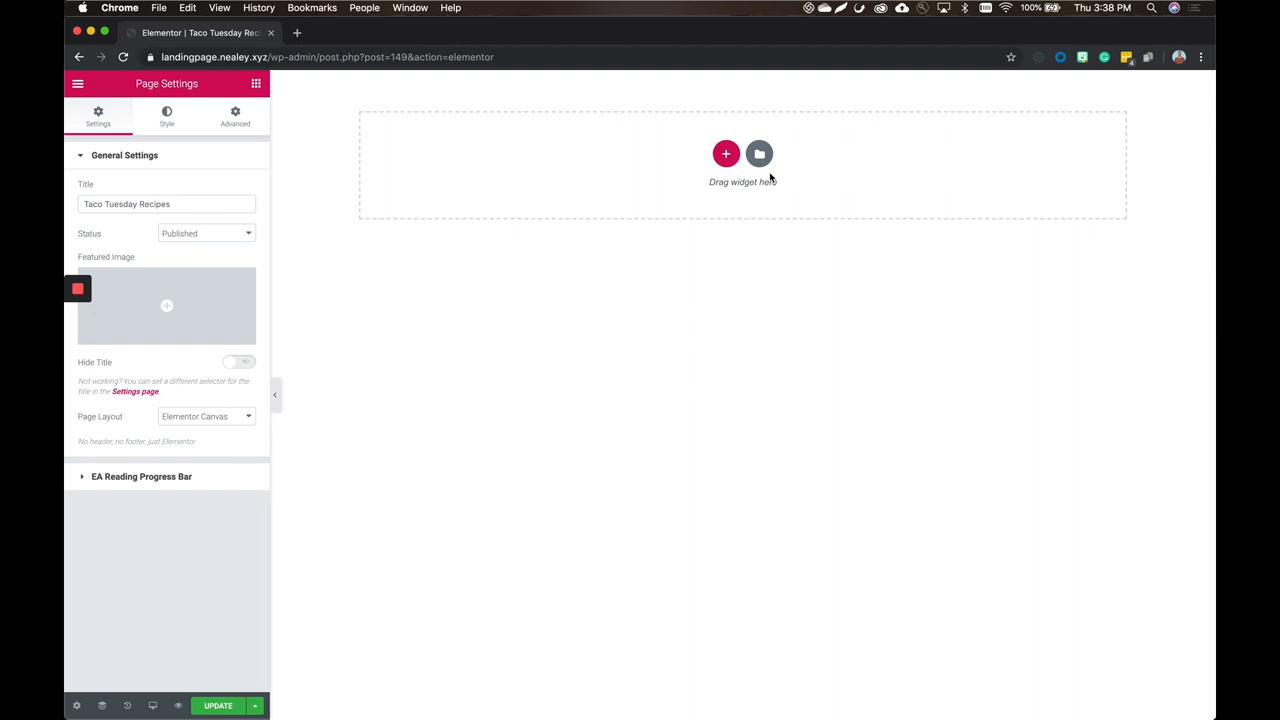 Chrome File Edit View History Bookmarks People Window Help 100% Thu 3:38 PM
Elementor | Taco Tuesday Rec
landingpage.nealey.xyz/wp-admin/post.php?post=149&action=elementor
Page Settings
Settings Style Advanced
General Settings
Title
Taco Tuesday Recipes
Status Published
Featured Image
Hide Title NO
Not working? You can set a different selector for the
title in the Settings page
Page Layout Elementor Canvas
No header, no footer, just Elementor
EA Reading Progress Bar
UPDATE
Drag widget here